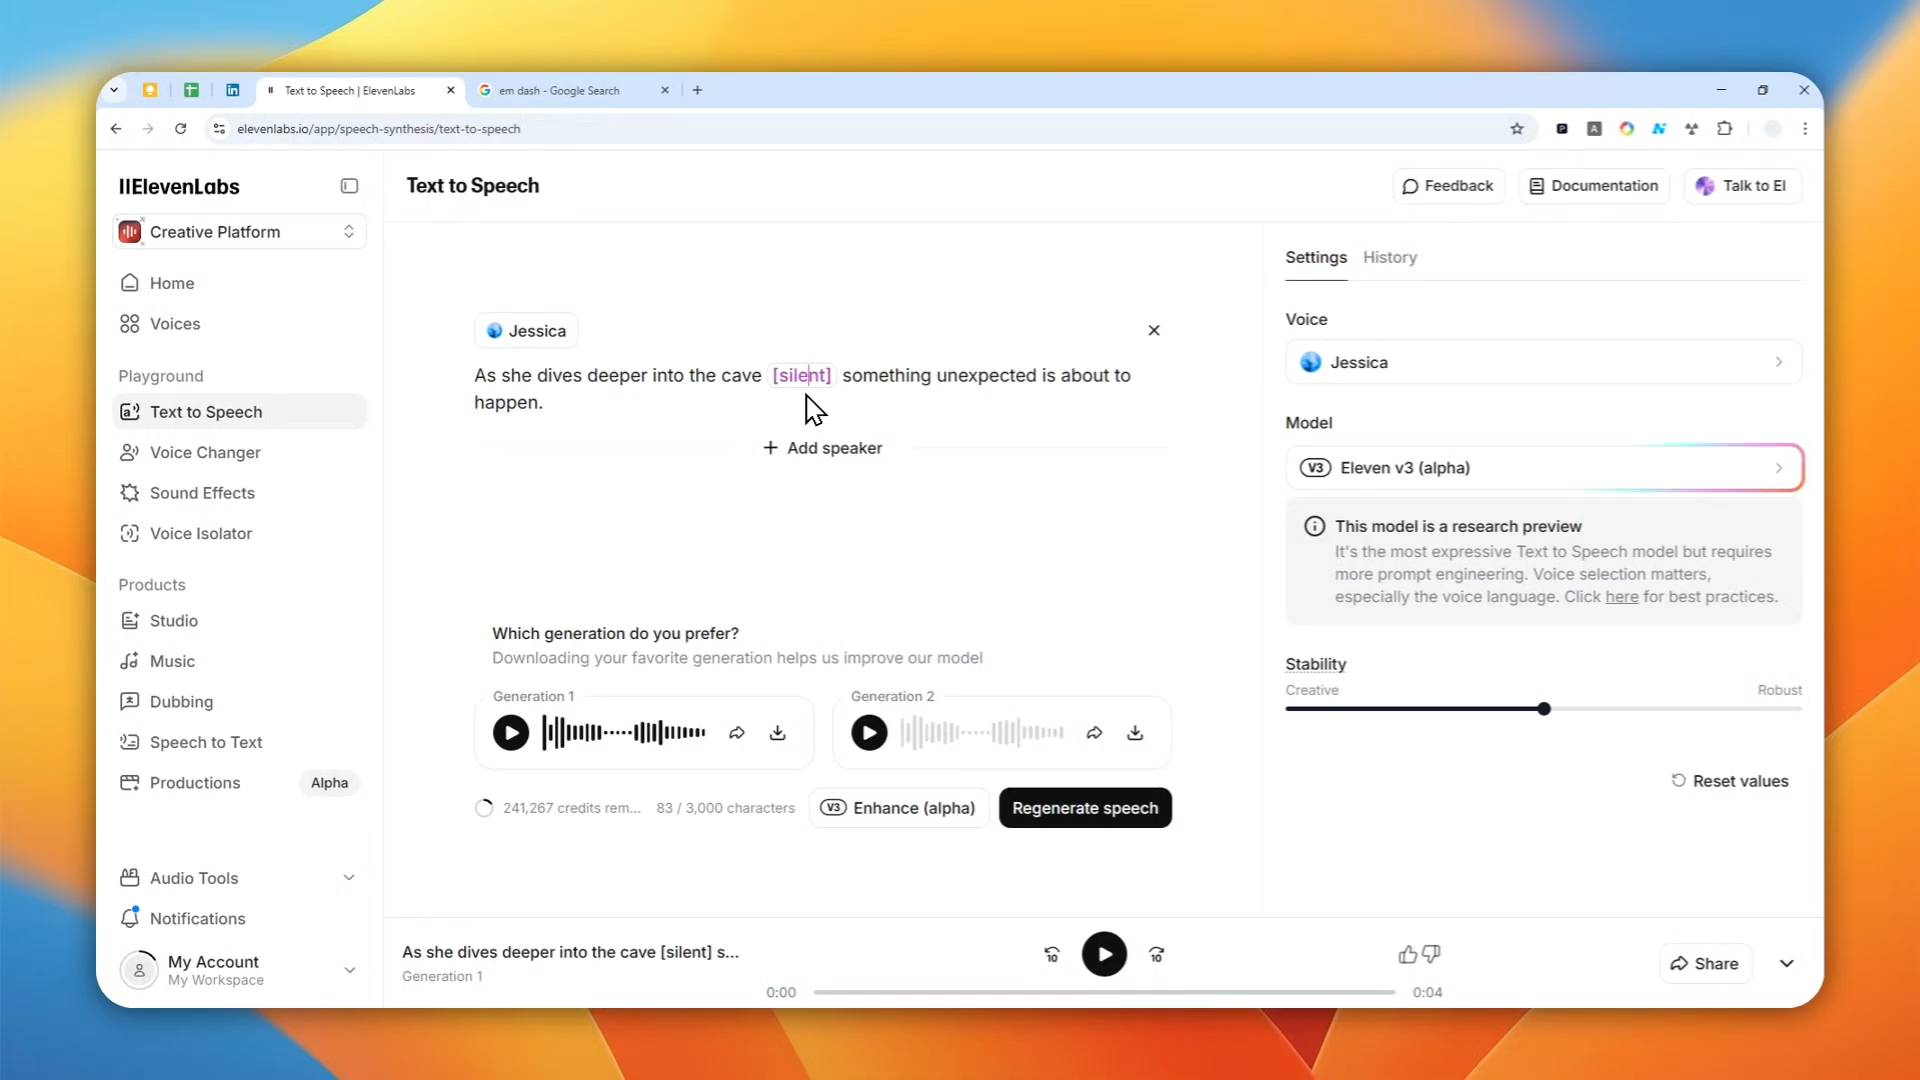 Text to Speech | ElevenLabs
em dash - Google Search
elevenlabs.io/app/speech-synthesis/text-to-speech
IIElevenLabs
Creative Platform
Home
Voices
Playground
Text to Speech
Voice Changer
Sound Effects
Voice Isolator
Products
Studio
Music
Dubbing
Speech to Text
Productions Alpha
Audio Tools
Notifications
My Account
My Workspace
Text to Speech
Feedback
Documentation
Talk to El
Jessica
As she dives deeper into the cave [silent] something unexpected is about to
happen.
+ Add speaker
Which generation do you prefer?
Downloading your favorite generation helps us improve our model
Generation 1
Generation 2
241,267 credits rem...
83 / 3,000 characters
V3 Enhance (alpha)
Regenerate speech
Settings
History
Voice
Jessica
Model
V3 Eleven v3 (alpha)
This model is a research preview
It's the most expressive Text to Speech model but requires
more prompt engineering. Voice selection matters,
especially the voice language. Click here for best practices.
Stability
Creative
Robust
Reset values
As she dives deeper into the cave [silent] s...
Generation 1
10
10
0:00
0:04
Share